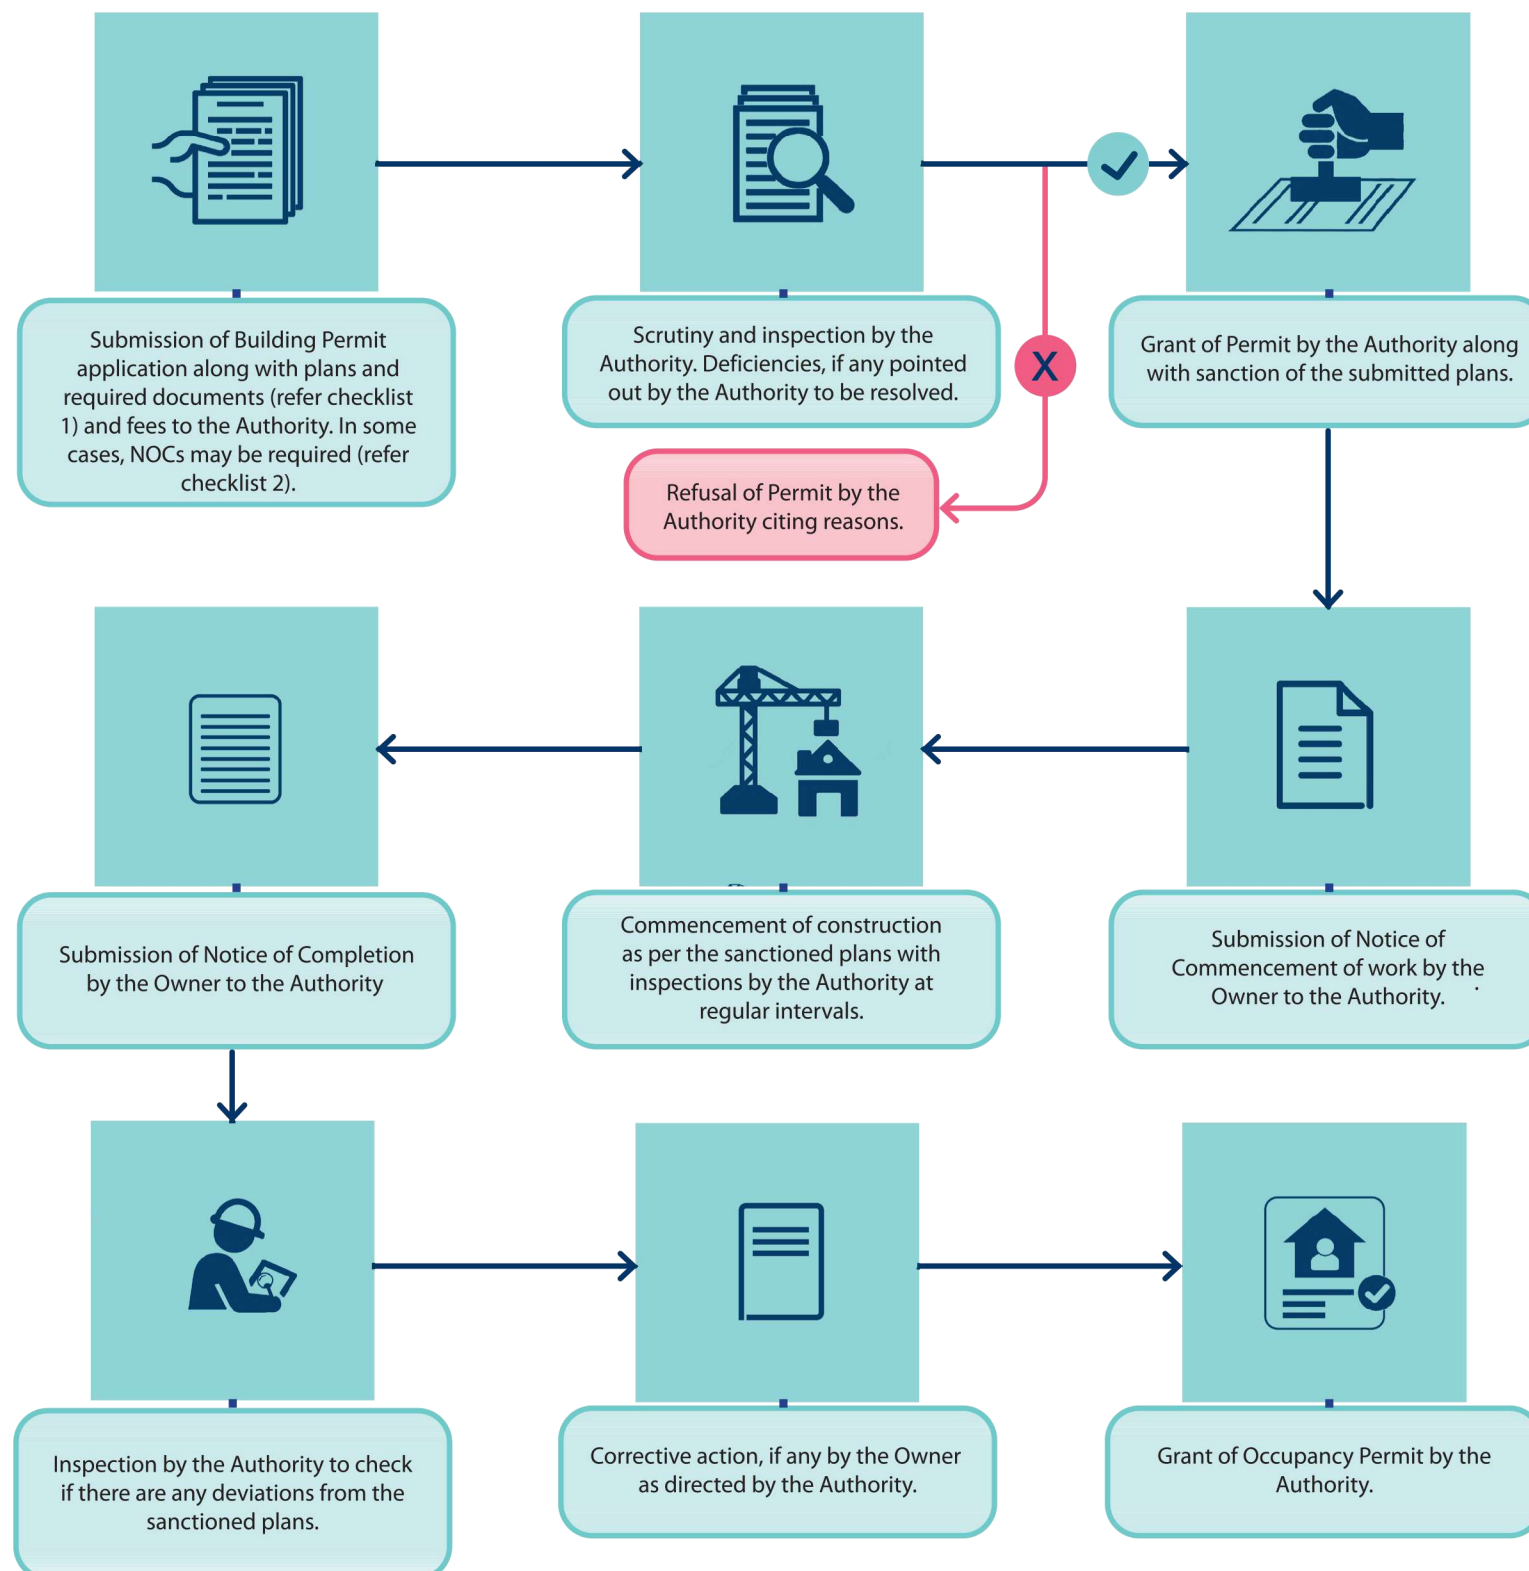 Submission of Building Permit
application along with plans and
required documents (refer checklist
1) and fees to the Authority. In some
cases, NOCs may be required (refer
checklist 2).
Scrutiny and inspection by the
Authority. Deficiencies, if any pointed
out by the Authority to be resolved.
X
Grant of Permit by the Authority along
with sanction of the submitted plans.
Refusal of Permit by the
Authority citing reasons.
Submission of Notice of
Commencement of work by the
Owner to the Authority.
Commencement of construction
as per the sanctioned plans with
inspections by the Authority at
regular intervals.
Submission of Notice of Completion
by the Owner to the Authority
Inspection by the Authority to check
if there are any deviations from the
sanctioned plans.
Corrective action, if any by the Owner
as directed by the Authority.
Grant of Occupancy Permit by the
Authority.